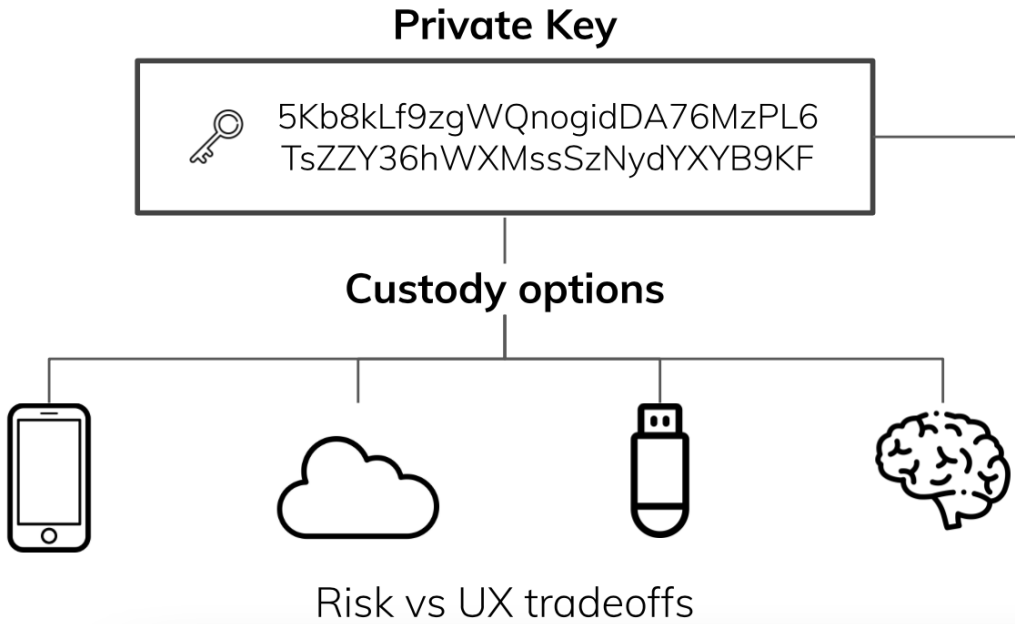 Private Key
5Kb8kLf9zgWQnogidDA76MzPL6
TsZZY36hWXMssSzNydYXYB9KF
Custody options
Risk vs UX tradeoffs